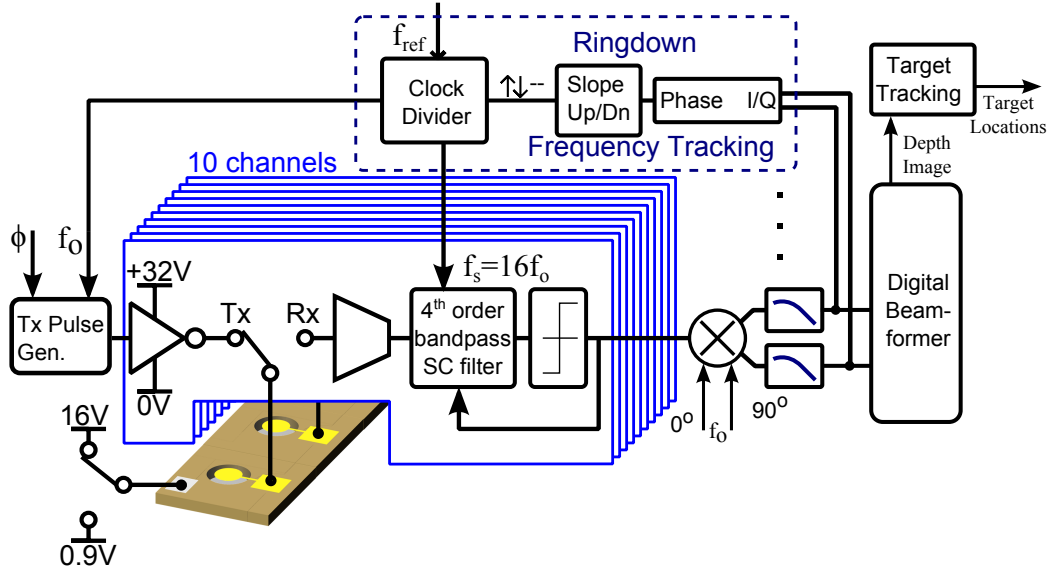 f_ref
Ringdown
Clock
Divider
↑↓--
Slope
Up/Dn
Phase I/Q
Frequency Tracking
Target
Tracking
Target
Locations
Depth
Image
10 channels
ϕ
f_o
f_s=16f_o
+32V
Tx Pulse
Gen.
Tx
Rx
4th order
bandpass
SC filter
Digital
Beam-
former
0V
16V
0°
f_o
90°
0.9V